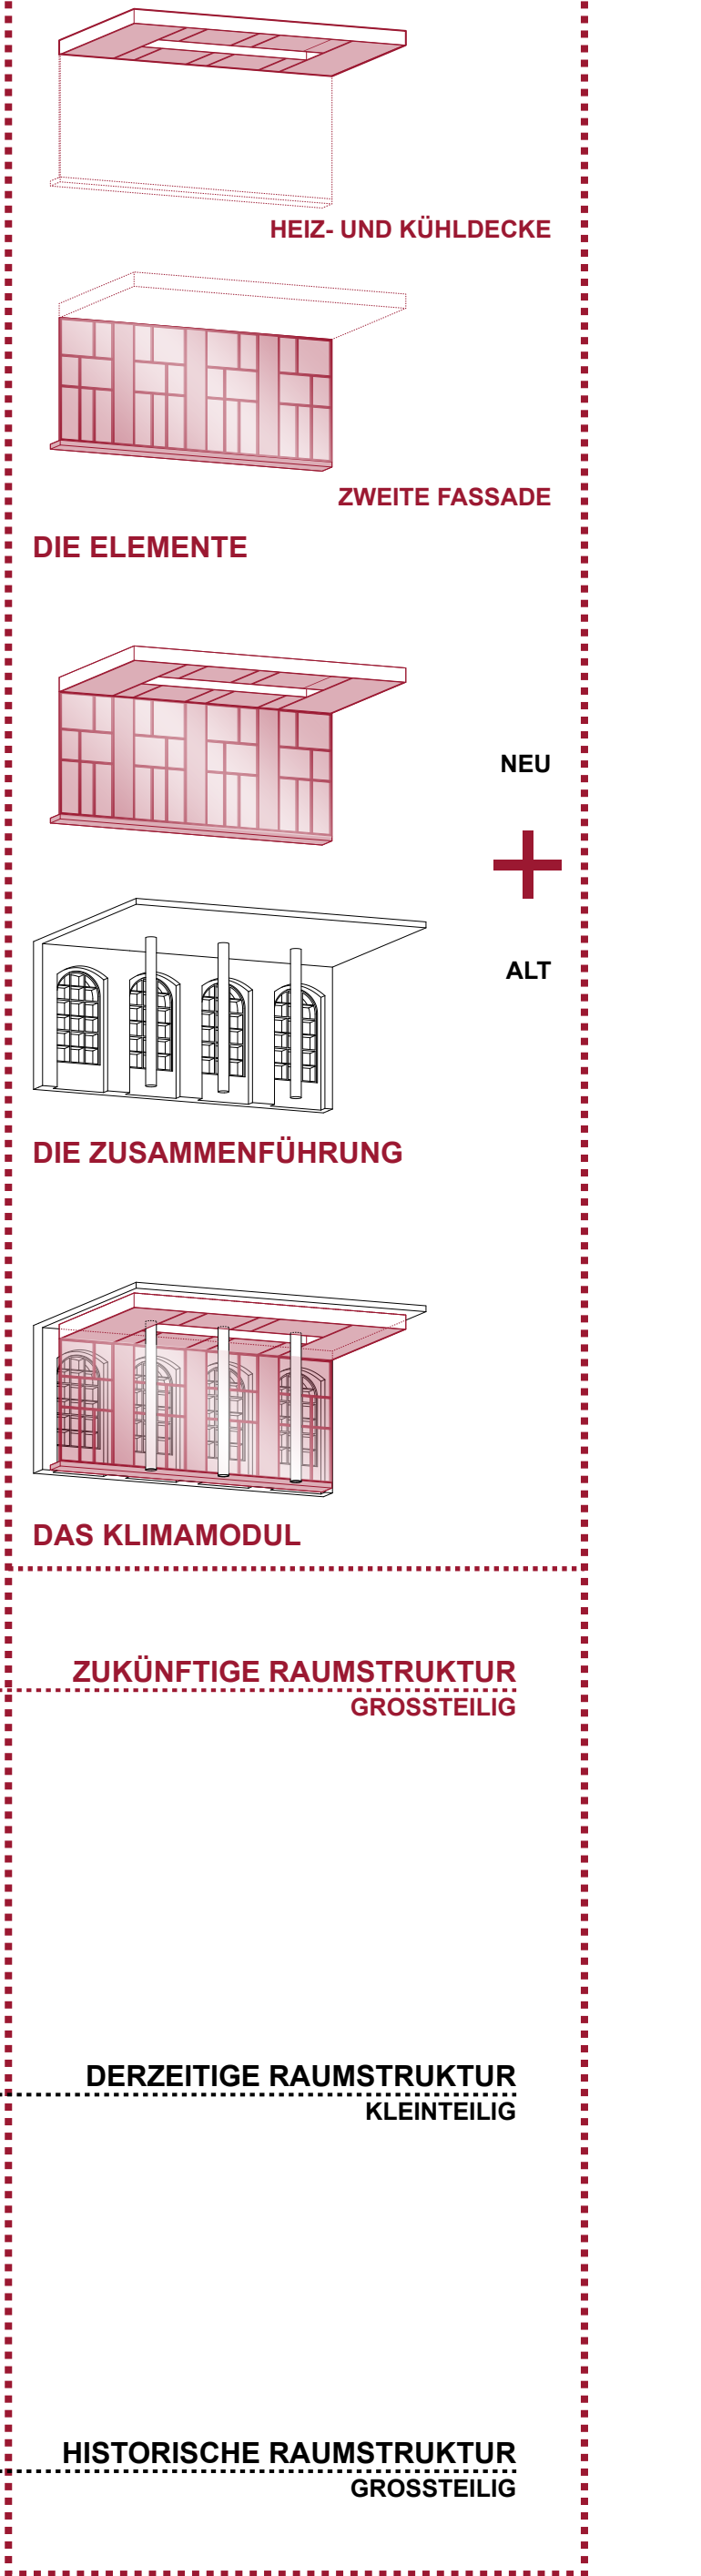 HEIZ- UND KÜHLDECKE
ZWEITE FASSADE
DIE ELEMENTE
NEU
+
ALT
DIE ZUSAMMENFÜHRUNG
DAS KLIMAMODUL
ZUKÜNFTIGE RAUMSTRUKTUR
GROSSTEILIG
DERZEITIGE RAUMSTRUKTUR
KLEINTEILIG
HISTORISCHE RAUMSTRUKTUR
GROSSTEILIG